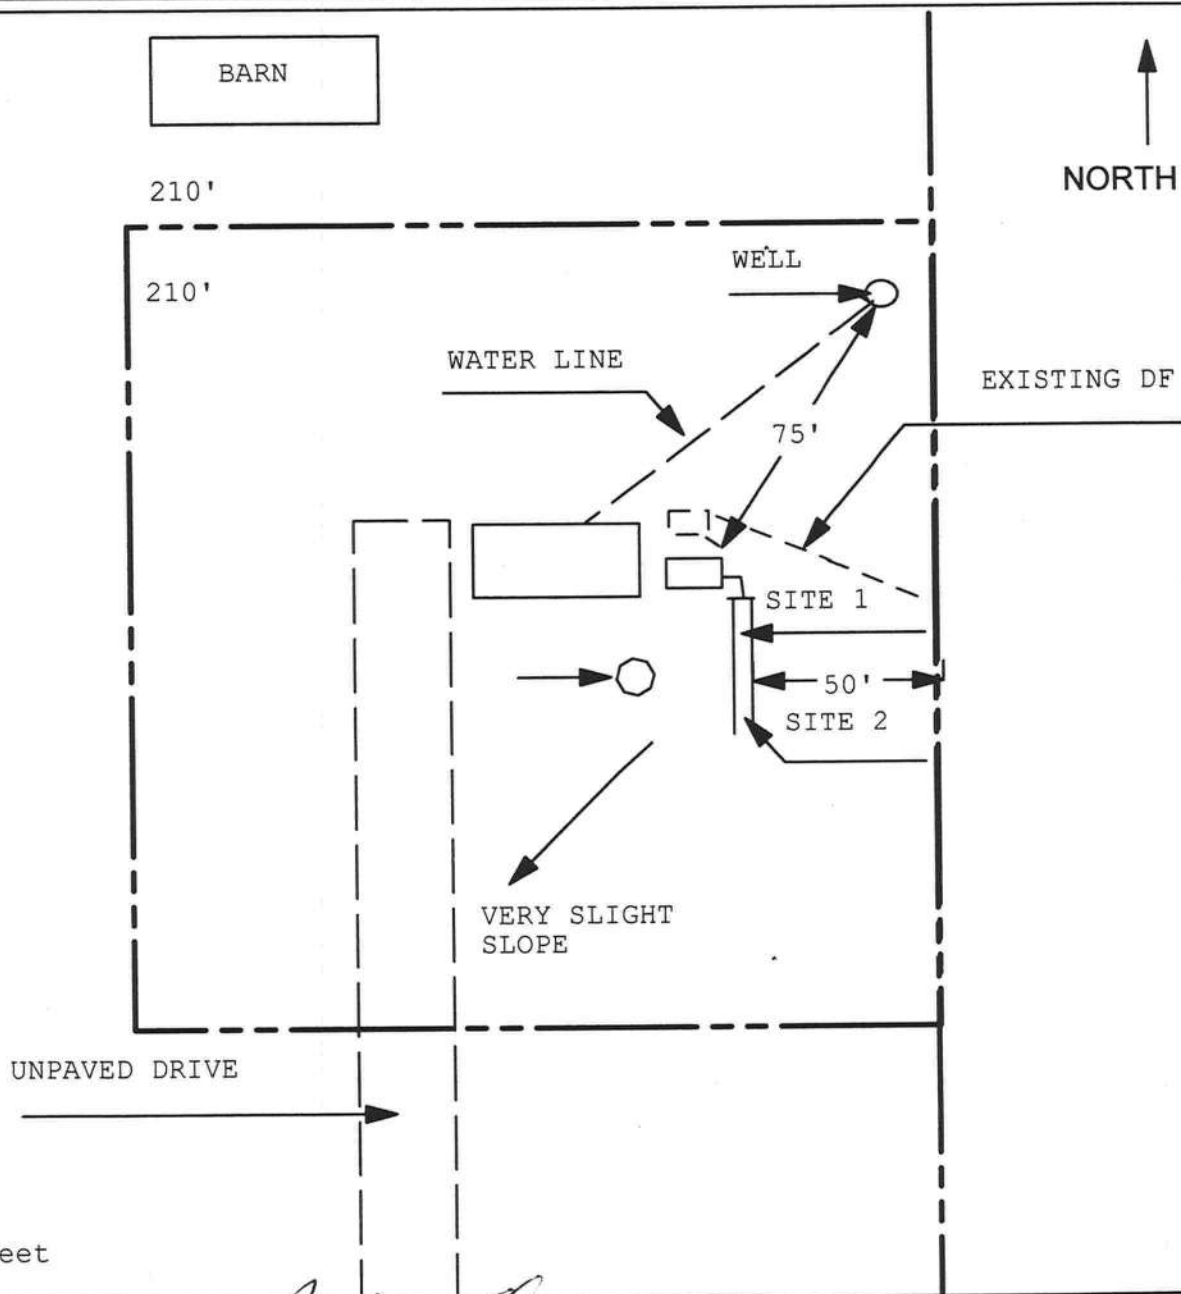 BARN
NORTH
210'
210'
WELL
WATER LINE
EXISTING DF
75'
SITE 1
50'
SITE 2
VERY SLIGHT
SLOPE
UNPAVED DRIVE
eet